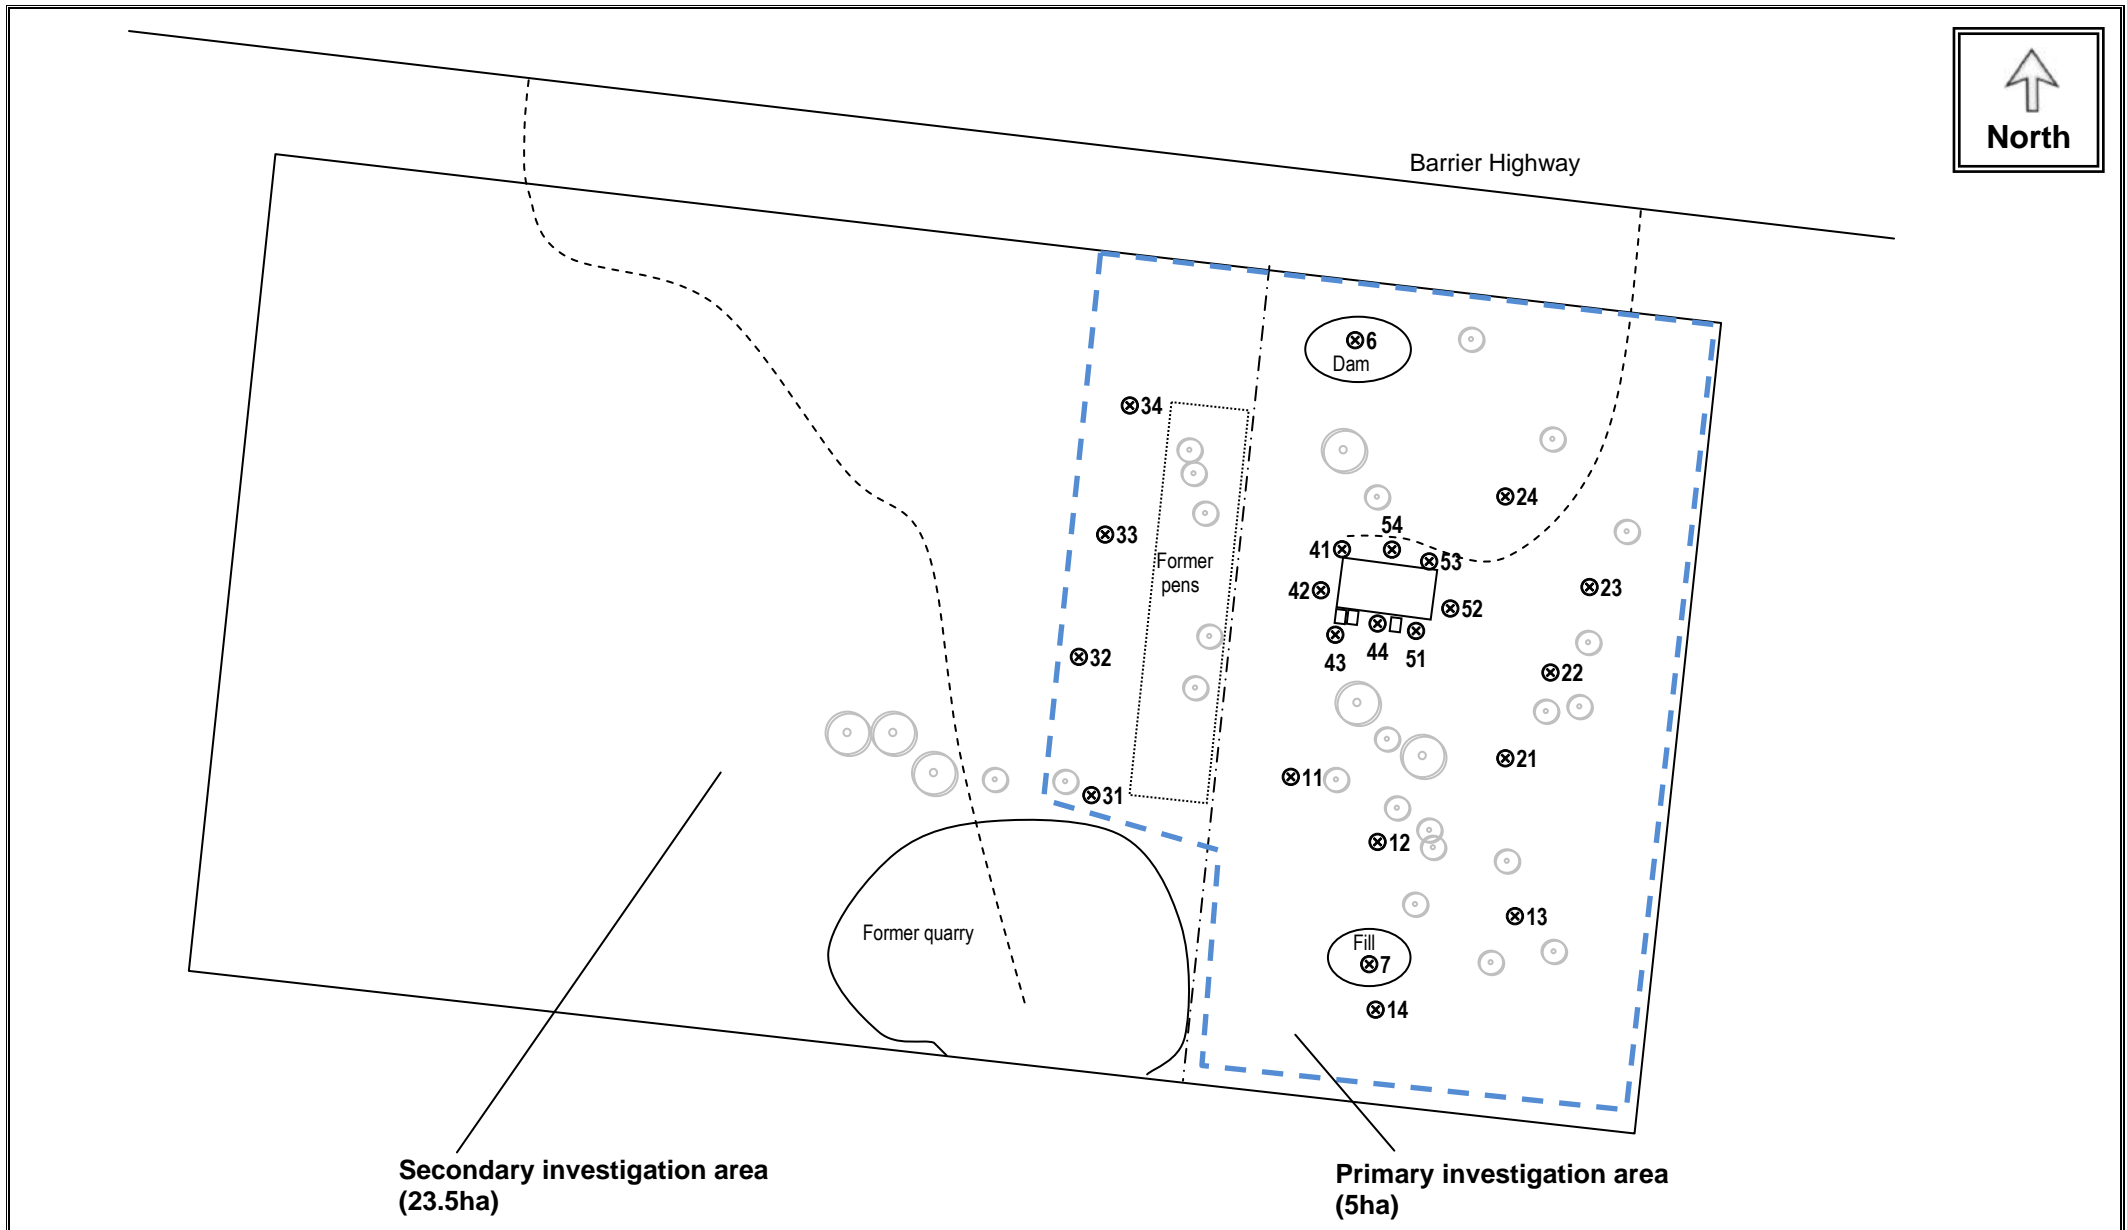 North
Barrier Highway
6
Dam
34
24
54
33
41
53
Former
pens
42
23
52
44
43
51
32
22
21
11
31
12
13
Former quarry
Fill
7
14
Secondary investigation area
(23.5ha)
Primary investigation area
(5ha)